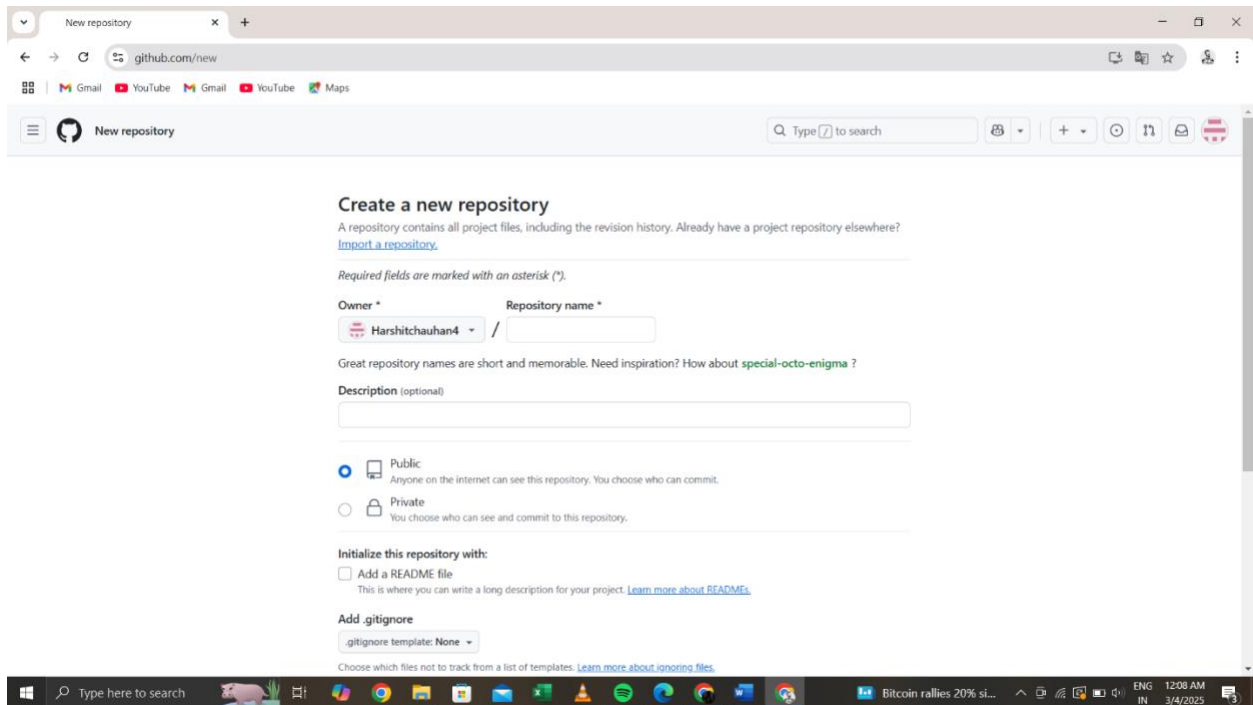 New repository
github.com/new
Gmail YouTube Gmail YouTube Maps
New repository
Type / to search
Create a new repository
A repository contains all project files, including the revision history. Already have a project repository elsewhere?
Import a repository.
Required fields are marked with an asterisk (*).
Owner * Repository name *
Harshitchauhan4 /
Great repository names are short and memorable. Need inspiration? How about special-octo-enigma ?
Description (optional)
Public
Anyone on the internet can see this repository. You choose who can commit.
Private
You choose who can see and commit to this repository.
Initialize this repository with:
Add a README file
This is where you can write a long description for your project. Learn more about READMEs.
Add .gitignore
.gitignore template: None
Choose which files not to track from a list of templates. Learn more about ignoring files.
Type here to search Bitcoin rallies 20% si... ENG 12:08 AM
IN 3/4/2025 3